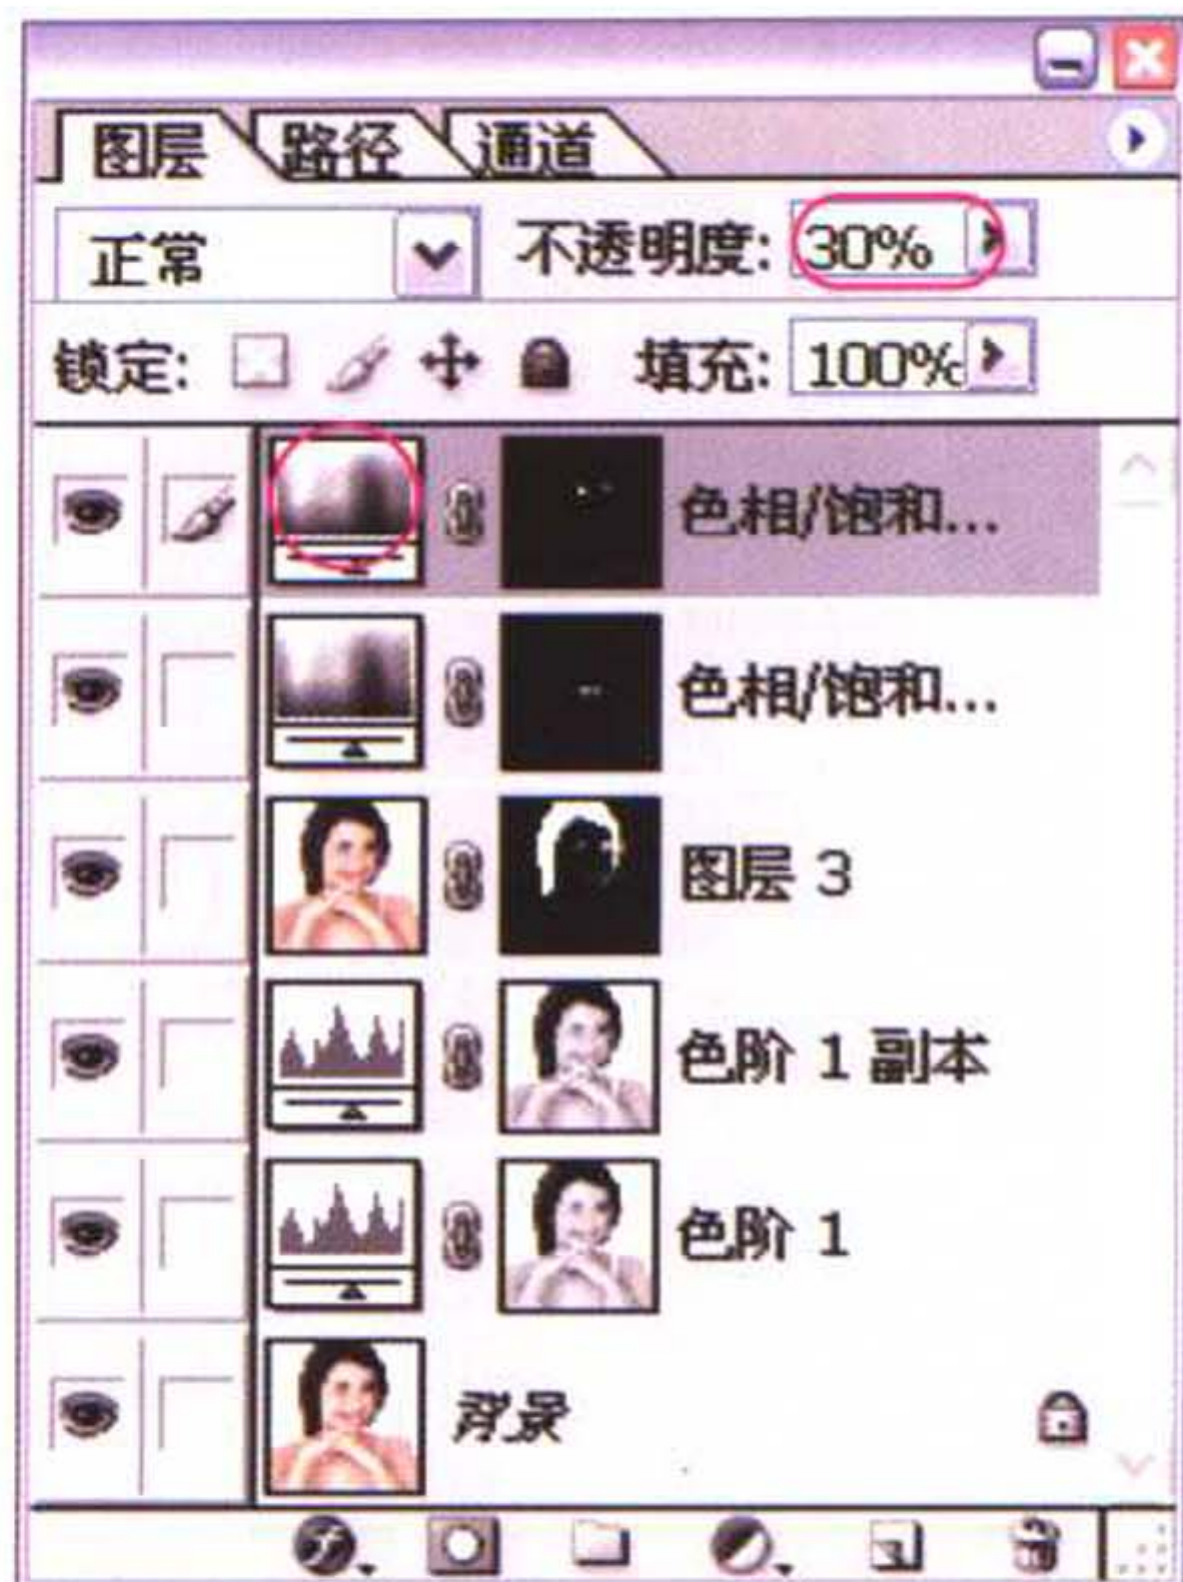 图层 路径 通道
正常 不透明度: 30%
锁定: 填充: 100%
色相/饱和...
色相/饱和...
图层 3
色阶 1 副本
色阶 1
背景